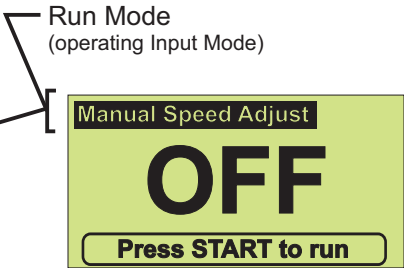 Run Mode
(operating Input Mode)
Manual Speed Adjust
OFF
Press START to run